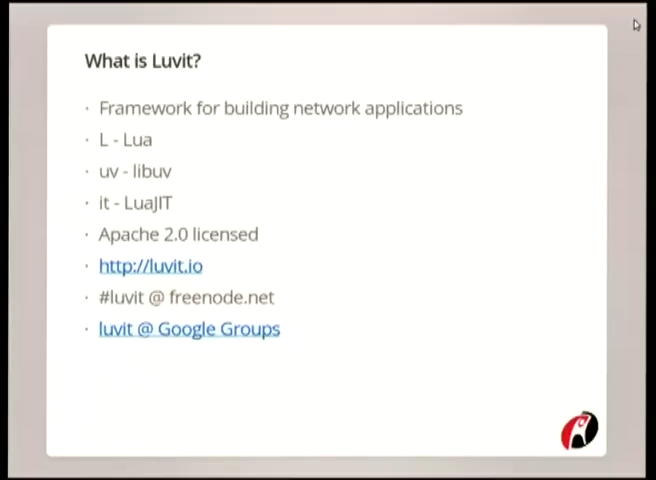 What is Luvit?
· Framework for building network applications
· L - Lua
· uv - libuv
· it - LuaJIT
· Apache 2.0 licensed
· http://luvit.io
· #luvit @ freenode.net
· luvit @ Google Groups